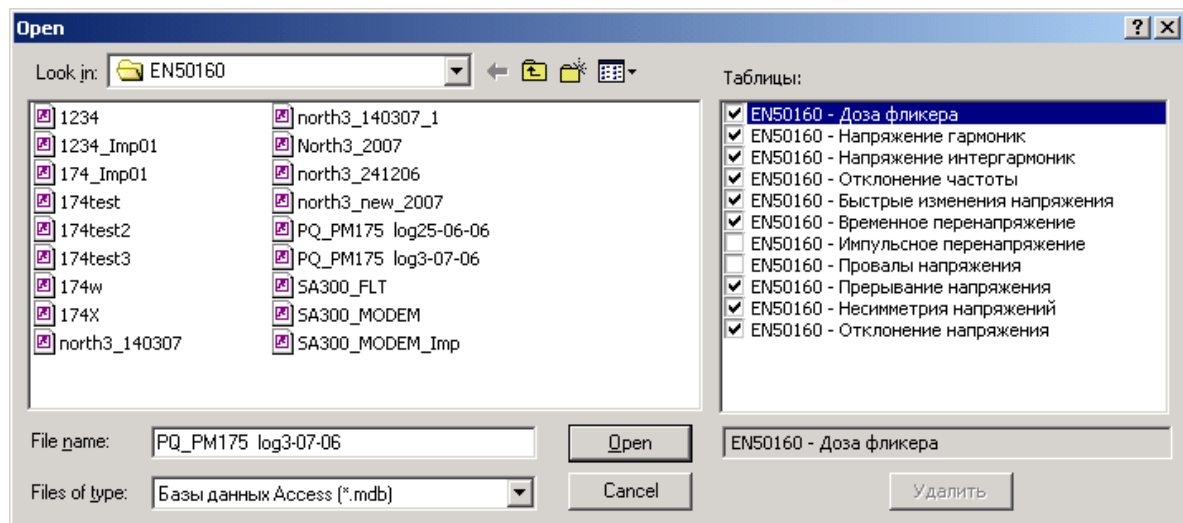 Open
Look in:
EN50160
Таблицы:
1234
1234_Imp01
174_Imp01
174test
174test2
174test3
174w
174X
north3_140307
north3_140307_1
North3_2007
north3_241206
north3_new_2007
PQ_PM175 log25-06-06
PQ_PM175 log3-07-06
SA300_FLT
SA300_MODEM
SA300_MODEM_Imp
EN50160 - Доза фликера
EN50160 - Напряжение гармоник
EN50160 - Напряжение интергармоник
EN50160 - Отклонение частоты
EN50160 - Быстрые изменения напряжения
EN50160 - Временное перенапряжение
EN50160 - Импульсное перенапряжение
EN50160 - Провалы напряжения
EN50160 - Прерывание напряжения
EN50160 - Несимметрия напряжений
EN50160 - Отклонение напряжения
File name:
PQ_PM175 log3-07-06
Open
EN50160 - Доза фликера
Files of type:
Базы данных Access (*.mdb)
Cancel
Удалить